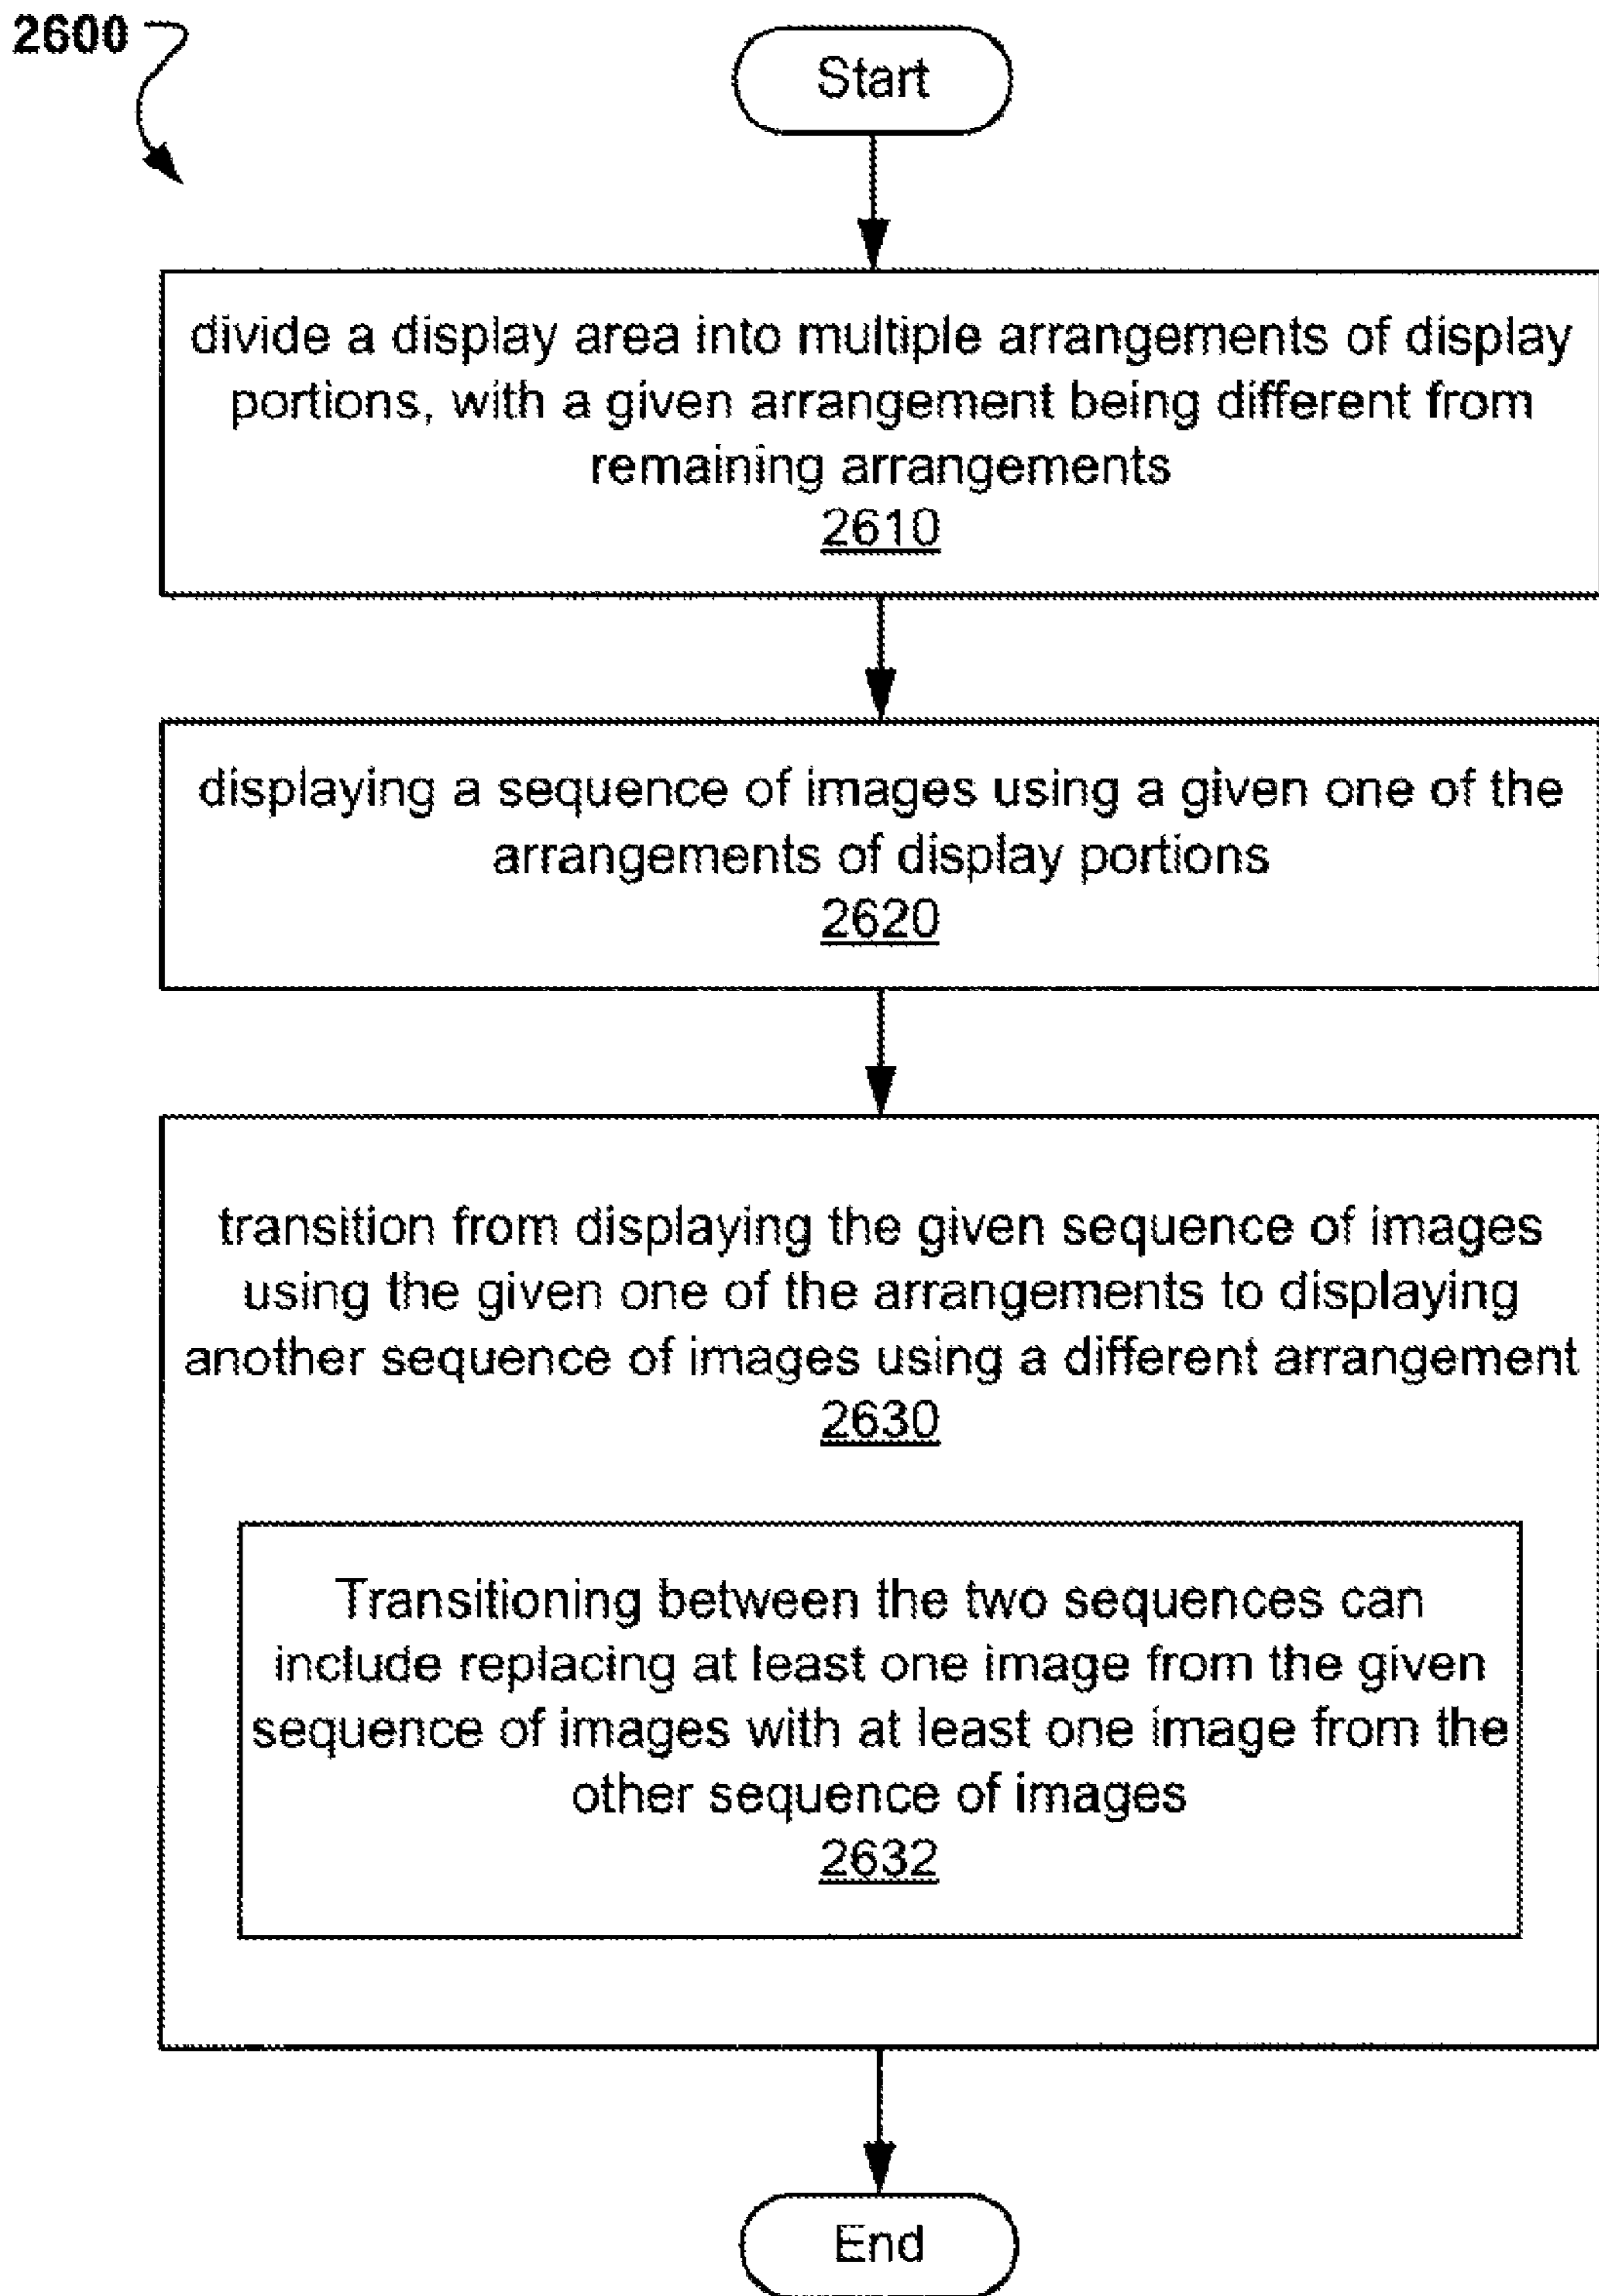 2600
Start
divide a display area into multiple arrangements of display
portions, with a given arrangement being different from
remaining arrangements
2610
displaying a sequence of images using a given one of the
arrangements of display portions
2620
transition from displaying the given sequence of images
using the given one of the arrangements to displaying
another sequence of images using a different arrangement
2630
Transitioning between the two sequences can
include replacing at least one image from the given
sequence of images with at least one image from the
other sequence of images
2632
End